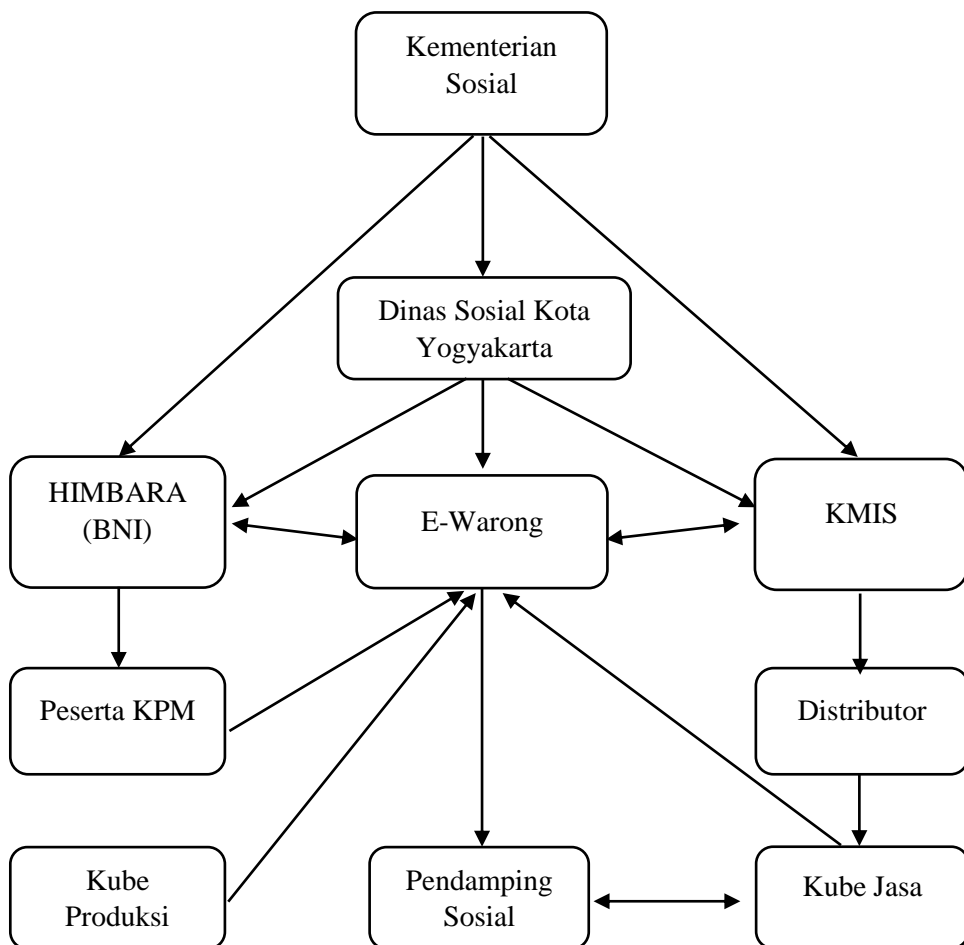 Kementerian
Sosial
Dinas Sosial Kota
Yogyakarta
HIMBARA
(BNI)
E-Warong
KMIS
Peserta KPM
Distributor
Kube
Produksi
Pendamping
Sosial
Kube Jasa